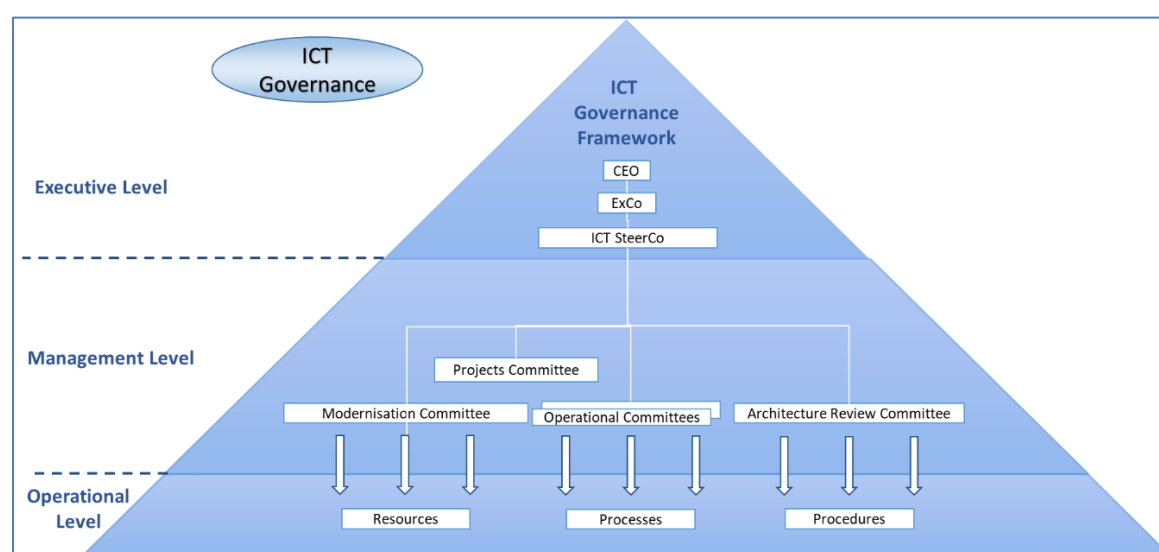 ICT
Governance
ICT
Governance
Framework
CEO
Executive Level
ExCo
ICT SteerCo
Management Level
Projects Committee
Modernisation Committee
Operational Committees
Architecture Review Committee
Operational
Level
Resources
Processes
Procedures